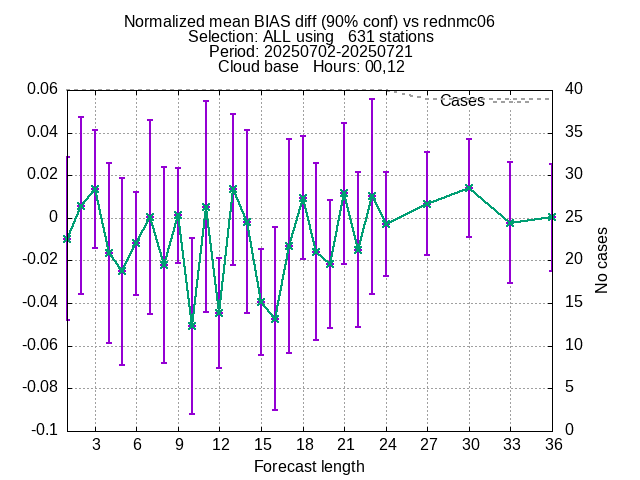 Normalized mean BIAS diff (90% conf) vs rednmc06
Selection: ALL using   631 stations
Period: 20250702-20250721
Cloud base   Hours: 00,12
0.06
0.04
0.02
0
-0.02
-0.04
-0.06
-0.08
-0.1
40
35
30
25
20
15
10
5
0
Cases
No cases
3 6 9 12 15 18 21 24 27 30 33 36
Forecast length